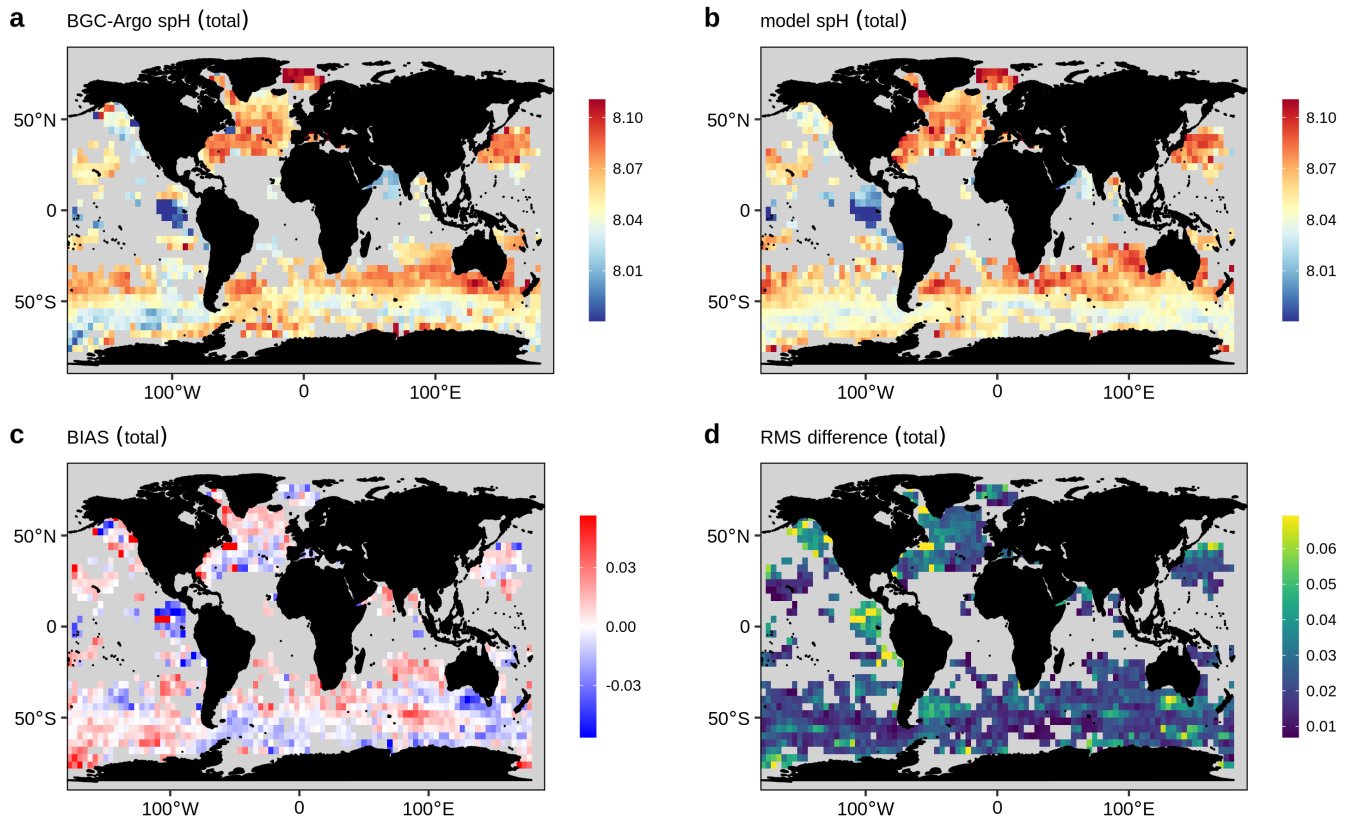 a BGC-Argo spH (total)
50°N
0
50°S
100°W 0 100°E
8.10
8.07
8.04
8.01
b model spH (total)
50°N
0
50°S
100°W 0 100°E
8.10
8.07
8.04
8.01
c BIAS (total)
50°N
0
50°S
100°W 0 100°E
0.03
0.00
-0.03
d RMS difference (total)
50°N
0
50°S
100°W 0 100°E
0.06
0.05
0.04
0.03
0.02
0.01